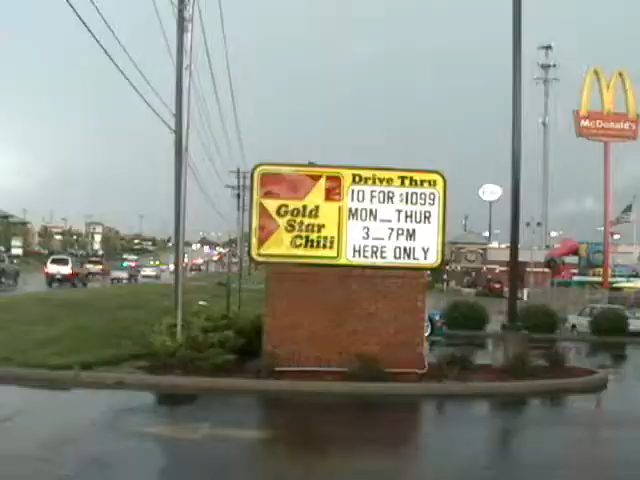 Drive Thru
Gold
Star
Chili
10 FOR $1099
MON_THUR
3_7PM
HERE ONLY
McDonald's